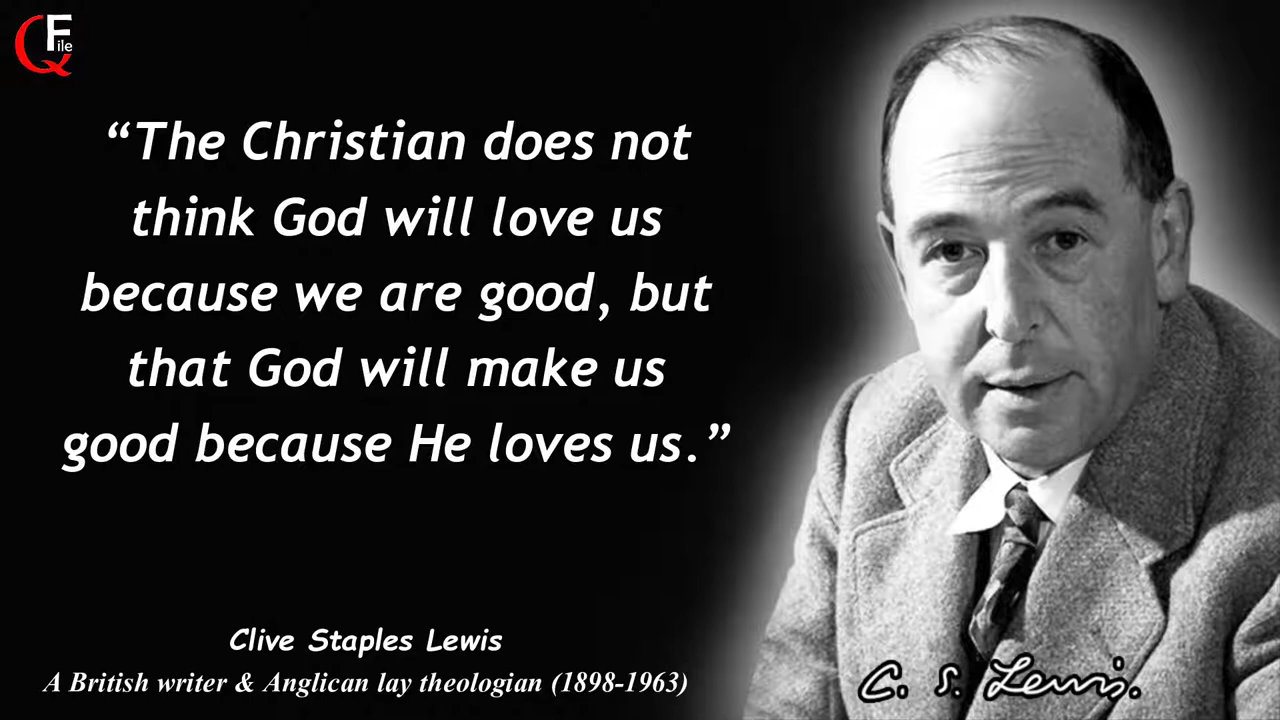 QFile
“The Christian does not
think God will love us
because we are good, but
that God will make us
good because He loves us.”
Clive Staples Lewis
A British writer & Anglican lay theologian (1898-1963)
C. S. Lewis.